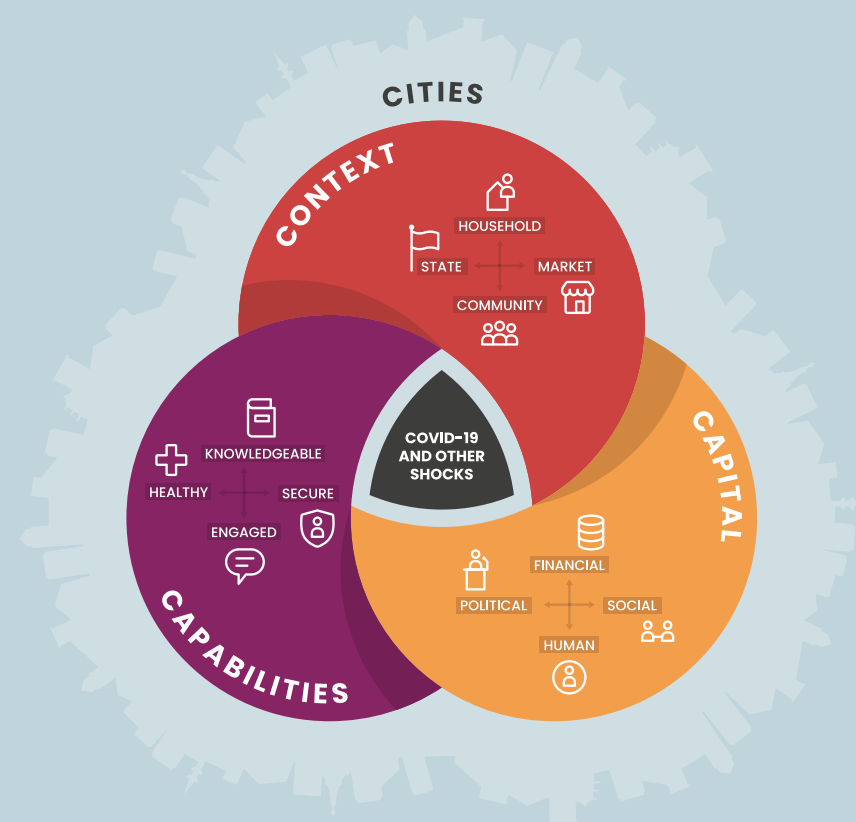 CITIES
CONTEXT
HOUSEHOLD
STATE
MARKET
COMMUNITY
CAPITAL
COVID-19
AND OTHER
SHOCKS
KNOWLEDGEABLE
HEALTHY
SECURE
ENGAGED
CAPABILITIES
FINANCIAL
POLITICAL
SOCIAL
HUMAN